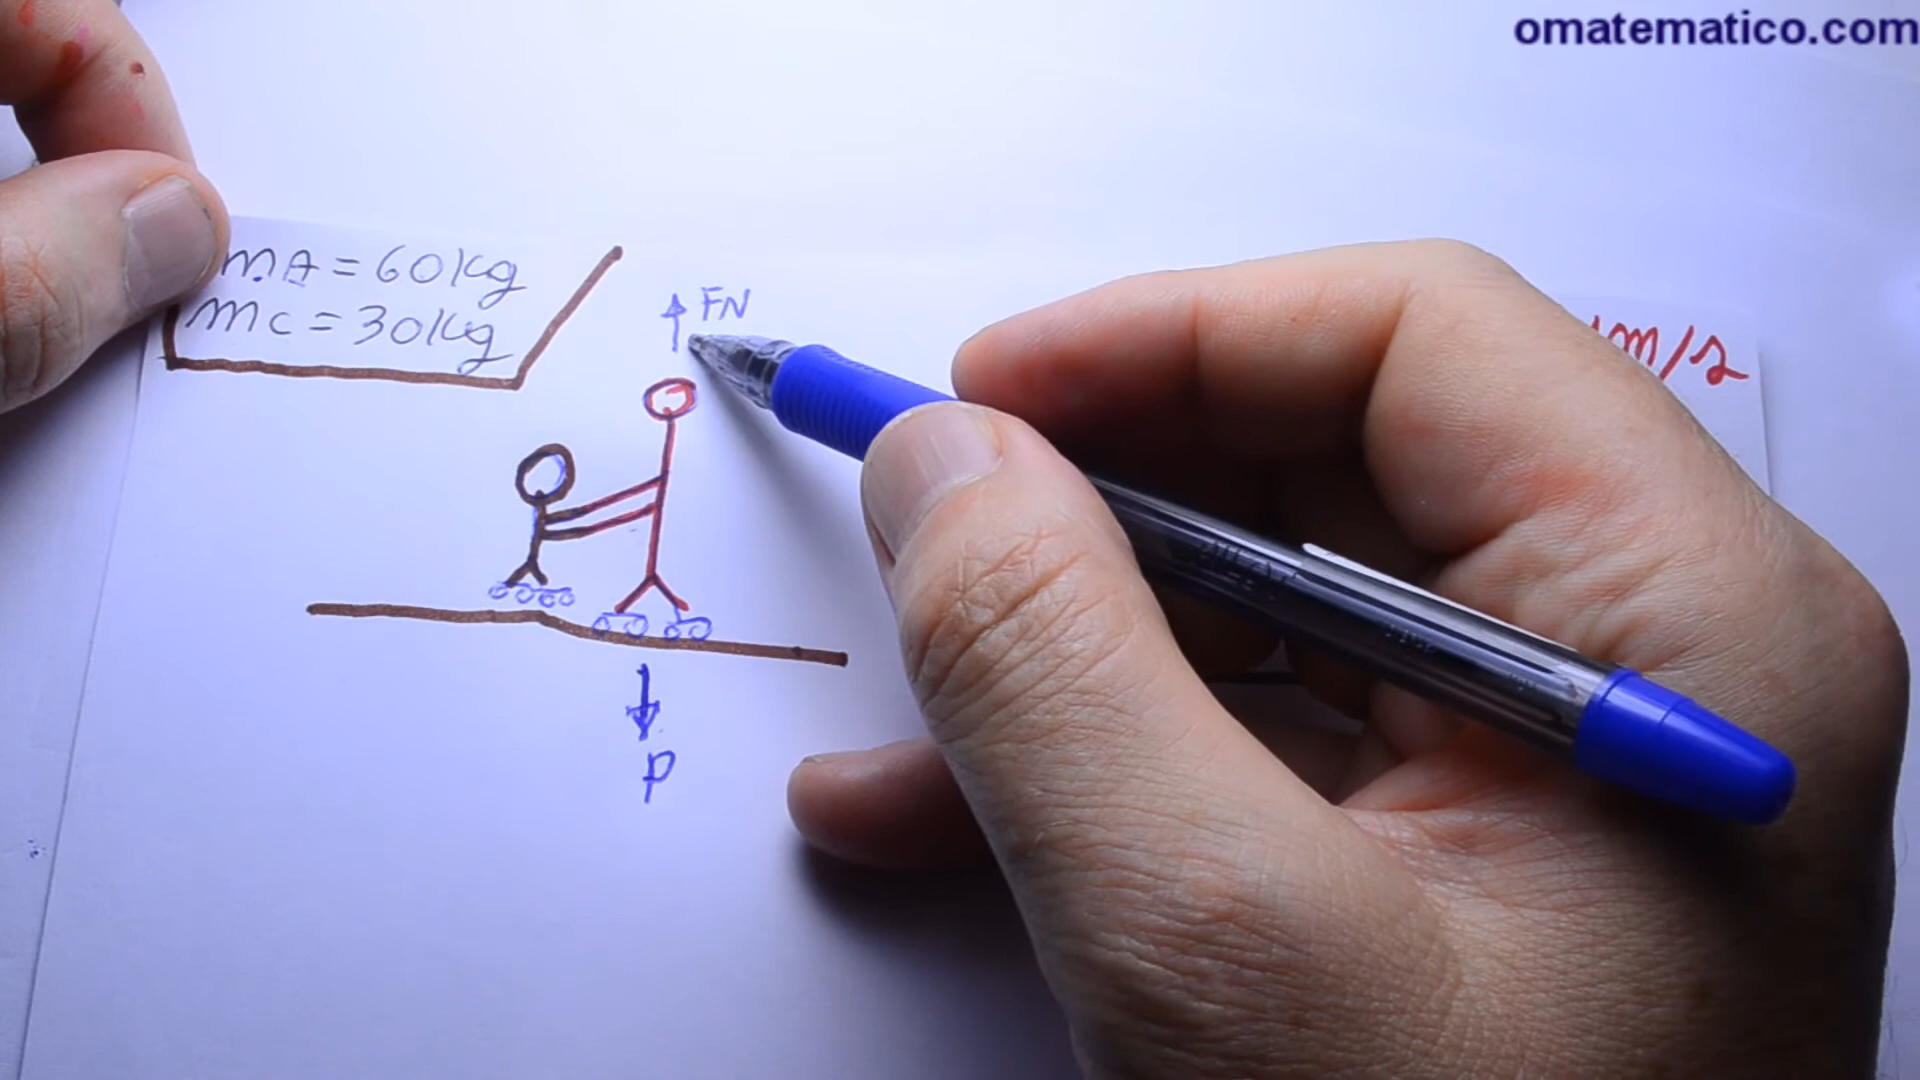 omatematico.com
mA = 60kg
mc = 30kg
FN
m/s
P